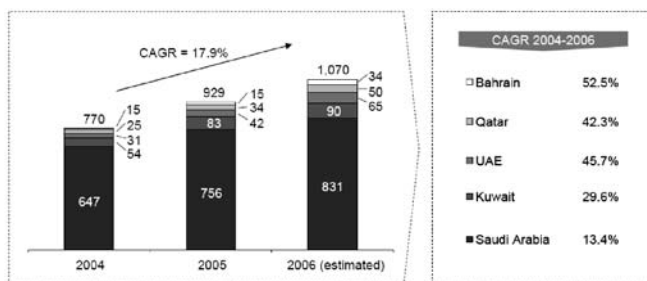 CAGR = 17.9%
770
15
25
31
54
647
929
15
34
42
83
756
1,070
34
50
65
90
831
2004
2005
2006 (estimated)
CAGR 2004-2006
Bahrain 52.5%
Qatar 42.3%
UAE 45.7%
Kuwait 29.6%
Saudi Arabia 13.4%